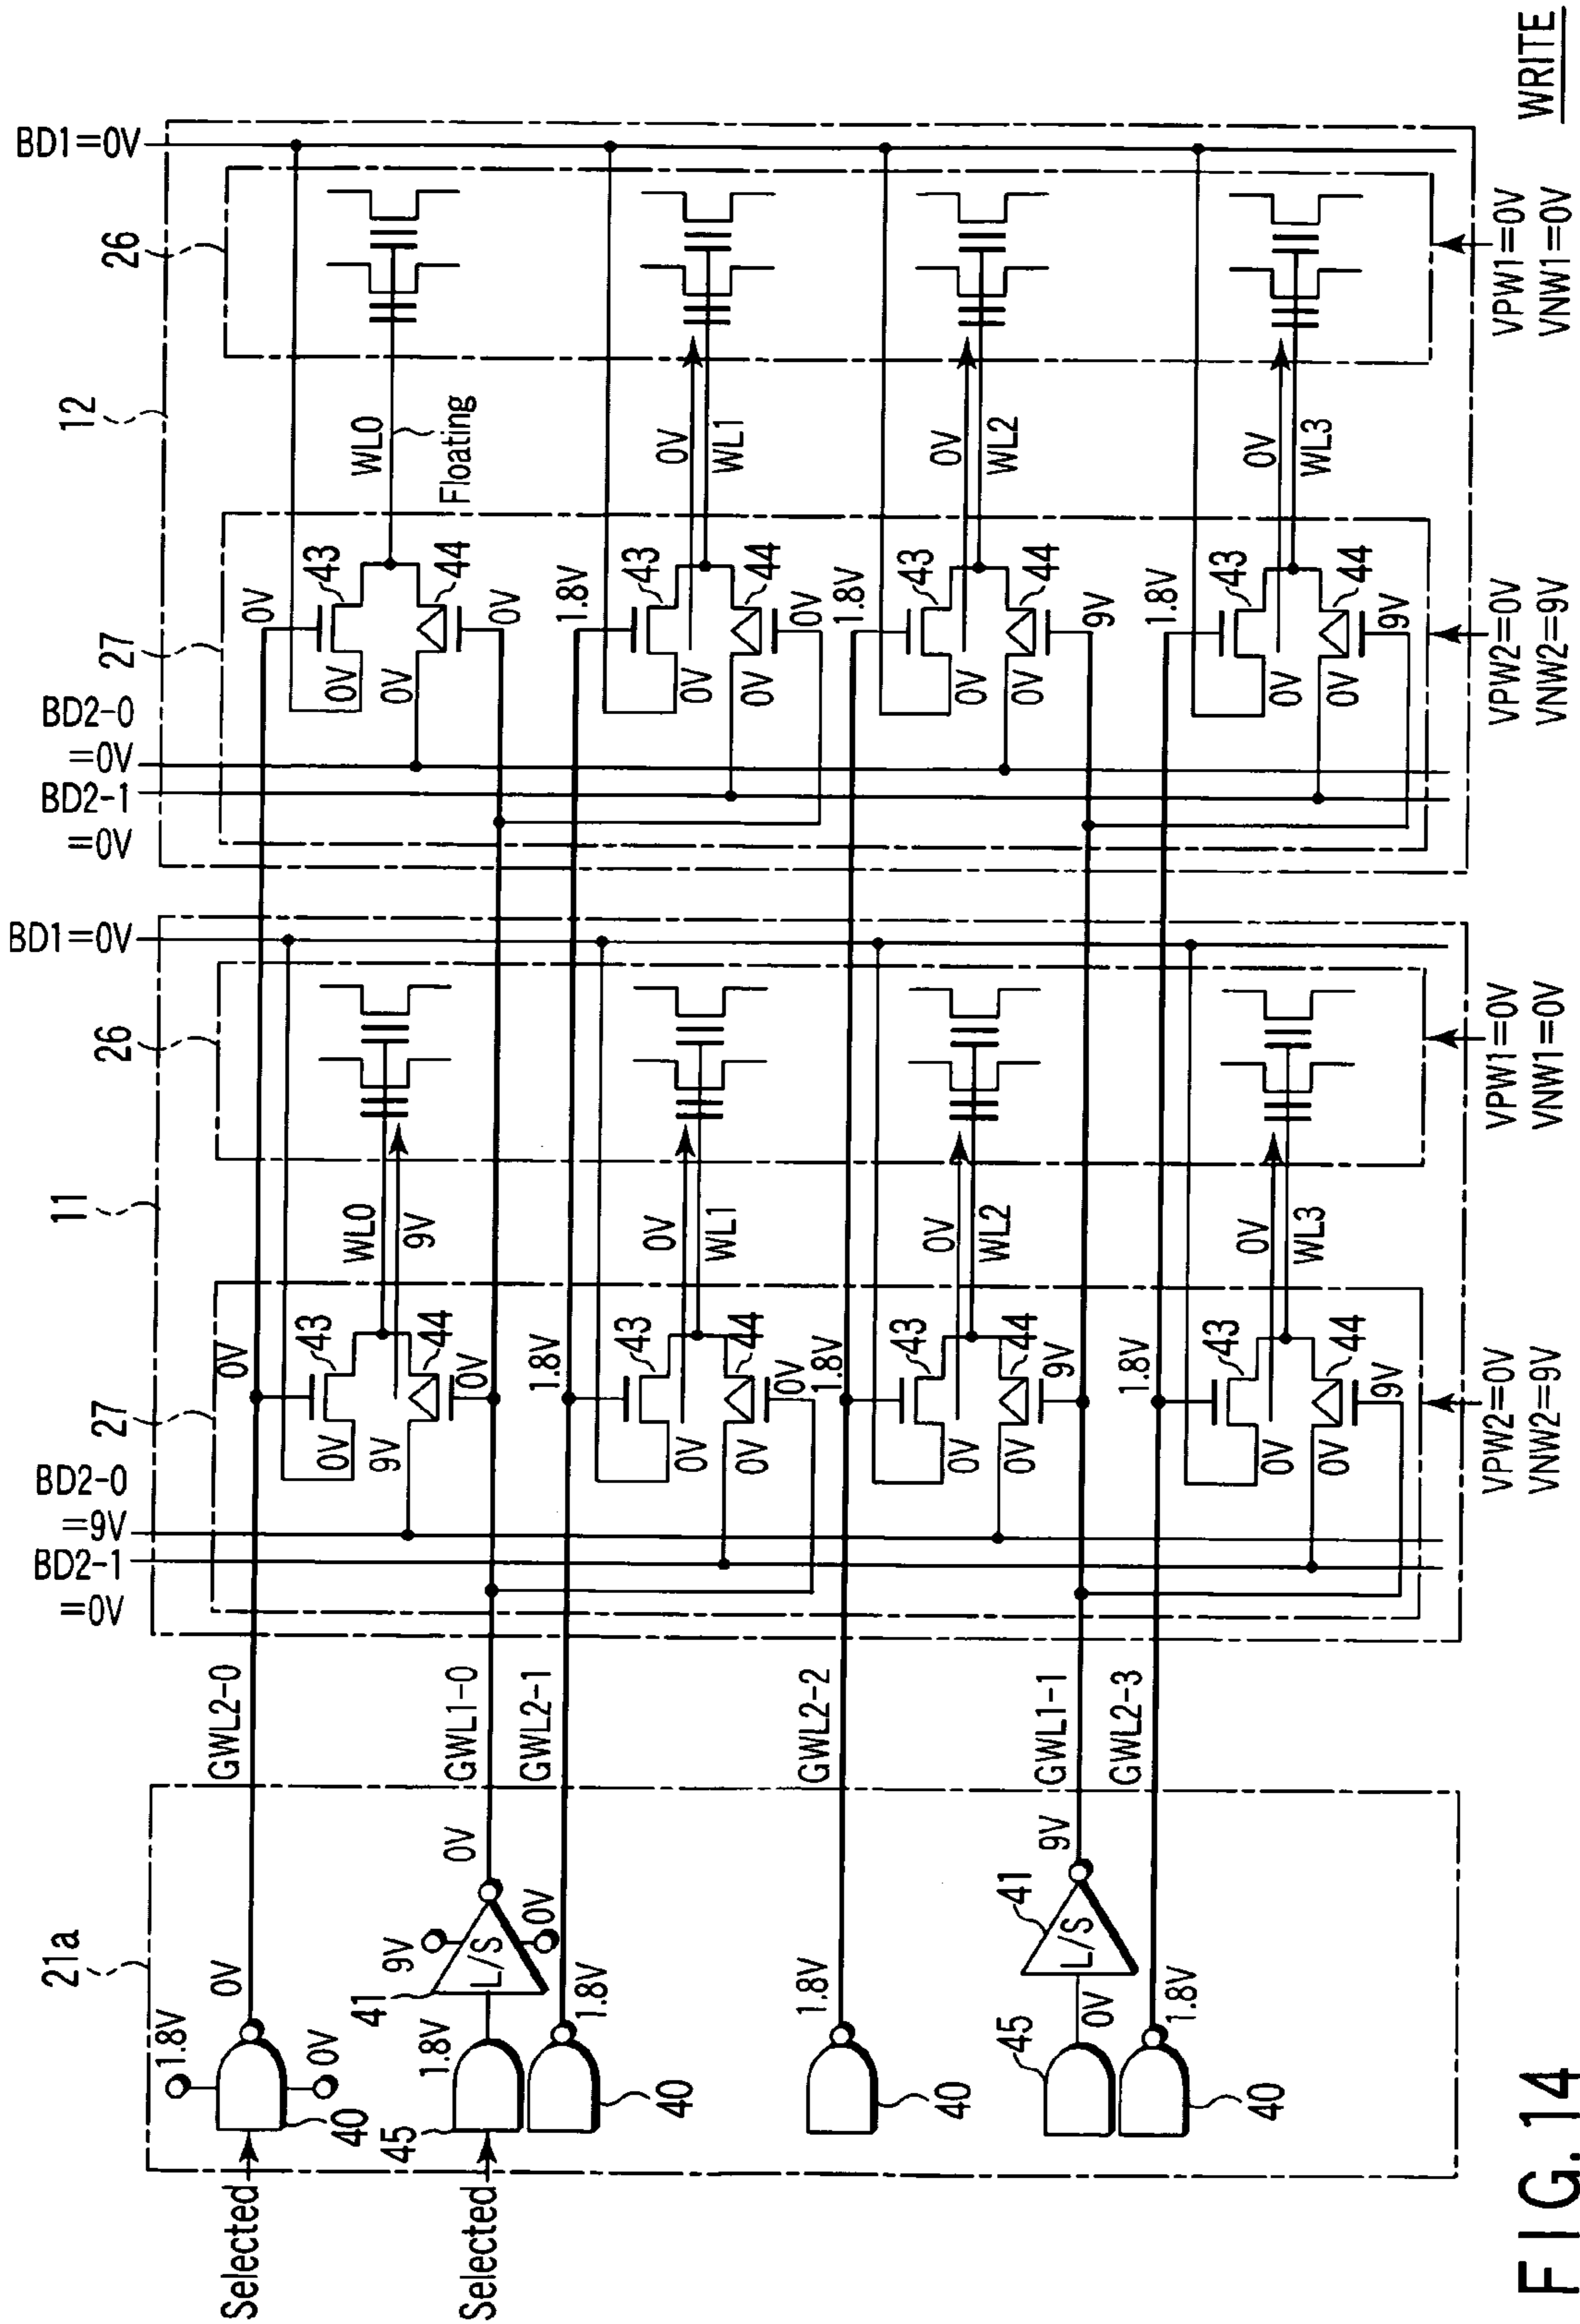 WRITE
BD1=0V
26
12
WL0
Floating
0V
WL1
0V
WL2
0V
WL3
VPW1=0V
VNW1=0V
27
0V
43
44
0V
0V
0V
1.8V
43
44
0V
0V
0V
1.8V
43
44
9V
0V
0V
1.8V
43
44
9V
0V
0V
VPW2=0V
VNW2=9V
BD2-0
=0V
BD2-1
=0V
BD1=0V
26
11
WL0
9V
0V
WL1
0V
WL2
0V
WL3
VPW1=0V
VNW1=0V
27
0V
43
44
0V
0V
9V
1.8V
43
44
0V
0V
0V
1.8V
43
44
9V
0V
0V
1.8V
43
44
9V
0V
0V
VPW2=0V
VNW2=9V
BD2-0
=9V
BD2-1
=0V
GWL2-0
GWL1-0
GWL2-1
GWL2-2
GWL1-1
GWL2-3
21a
0V
1.8V
0V
40
0V
9V
L/S
0V
41
1.8V
45
1.8V
40
1.8V
40
9V
41
L/S
0V
45
1.8V
40
Selected
Selected
FIG.14